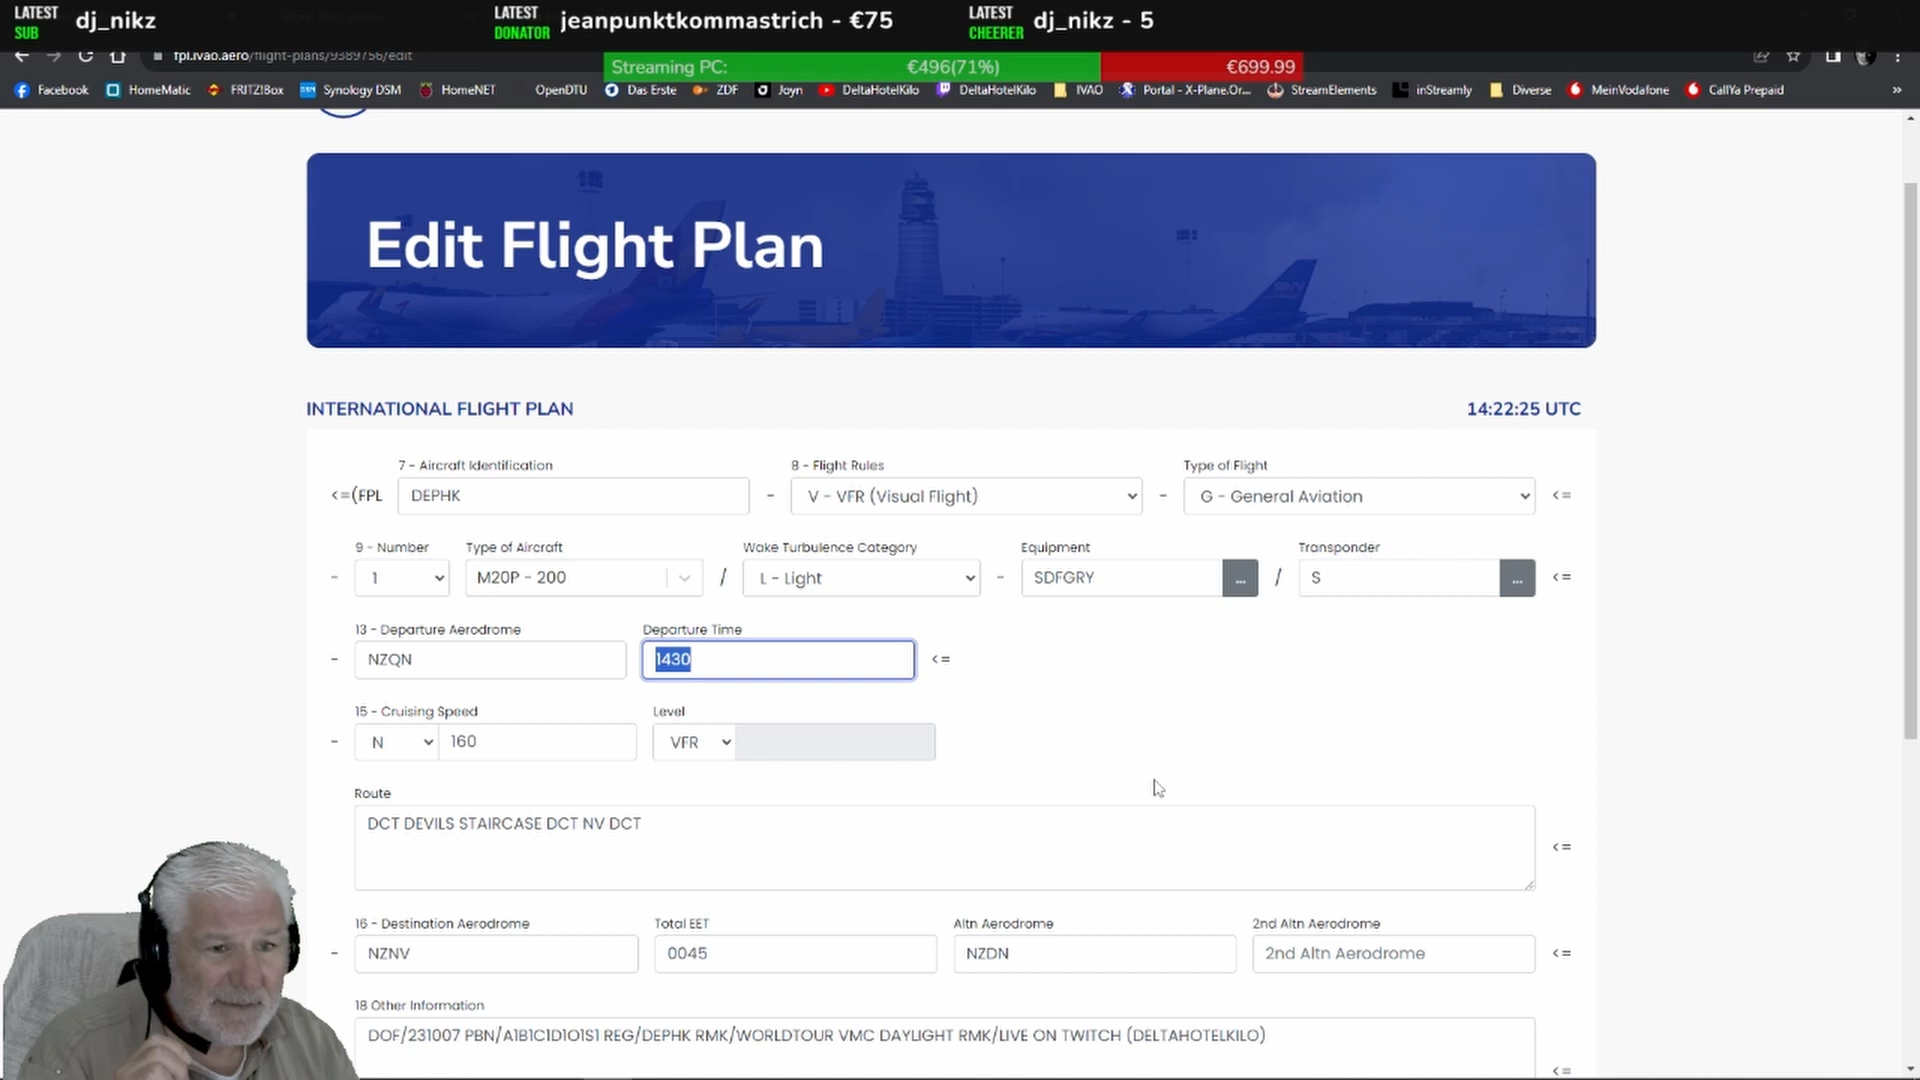 LATEST SUB dj_nikz
LATEST DONATOR jeanpunktkommastrich - €75
LATEST CHEERER dj_nikz - 5
fpl.ivao.aero/flight-plans/9389756/edit
Streaming PC: €496(71%) €699.99
Facebook HomeMatic FRITZ!Box Synology DSM HomeNET OpenDTU Das Erste ZDF Joyn DeltaHotelKilo DeltaHotelKilo IVAO Portal - X-Plane.Or... StreamElements inStreamly Diverse MeinVodafone CallYa Prepaid »
Edit Flight Plan
INTERNATIONAL FLIGHT PLAN 14:22:25 UTC
7 - Aircraft Identification 8 - Flight Rules Type of Flight
<=(FPL DEPHK - V - VFR (Visual Flight) - G - General Aviation <=
9 - Number Type of Aircraft Wake Turbulence Category Equipment Transponder
- 1 M20P - 200 / L - Light - SDFGRY ... / S ... <=
13 - Departure Aerodrome Departure Time
- NZQN 1430 <=
15 - Cruising Speed Level
- N 160 VFR
Route
DCT DEVILS STAIRCASE DCT NV DCT
<=
16 - Destination Aerodrome Total EET Altn Aerodrome 2nd Altn Aerodrome
- NZNV 0045 NZDN 2nd Altn Aerodrome <=
18 Other Information
DOF/231007 PBN/A1B1C1D1O1S1 REG/DEPHK RMK/WORLDTOUR VMC DAYLIGHT RMK/LIVE ON TWITCH (DELTAHOTELKILO)
<=